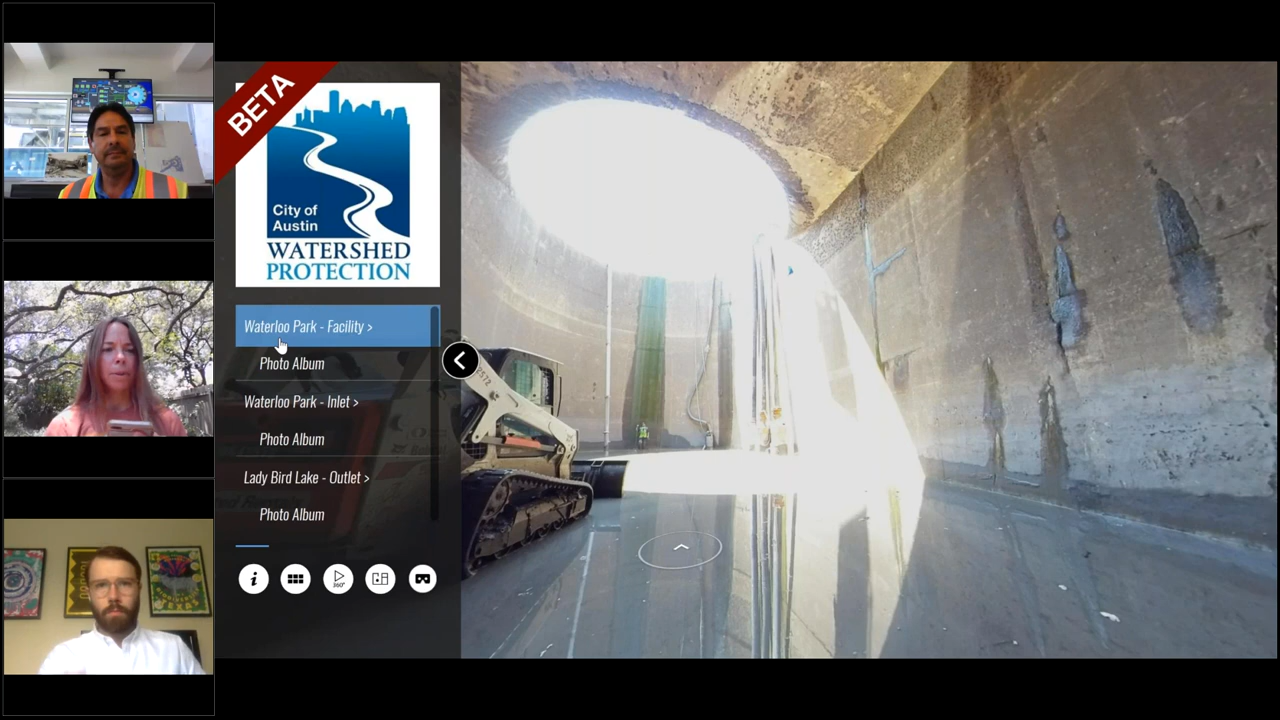 BETA
City of
Austin
WATERSHED
PROTECTION
Waterloo Park - Facility >
Photo Album
Waterloo Park - Inlet >
Photo Album
Lady Bird Lake - Outlet >
Photo Album
i
360°